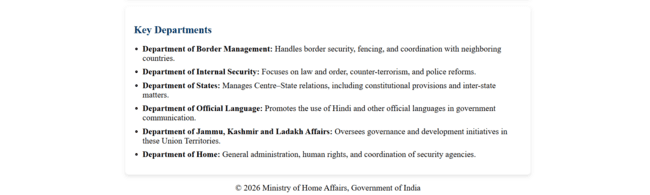 Key Departments
• Department of Border Management: Handles border security, fencing, and coordination with neighboring
countries.
• Department of Internal Security: Focuses on law and order, counter-terrorism, and police reforms.
• Department of States: Manages Centre–State relations, including constitutional provisions and inter-state
matters.
• Department of Official Language: Promotes the use of Hindi and other official languages in government
communication.
• Department of Jammu, Kashmir and Ladakh Affairs: Oversees governance and development initiatives in
these Union Territories.
• Department of Home: General administration, human rights, and coordination of security agencies.
© 2026 Ministry of Home Affairs, Government of India